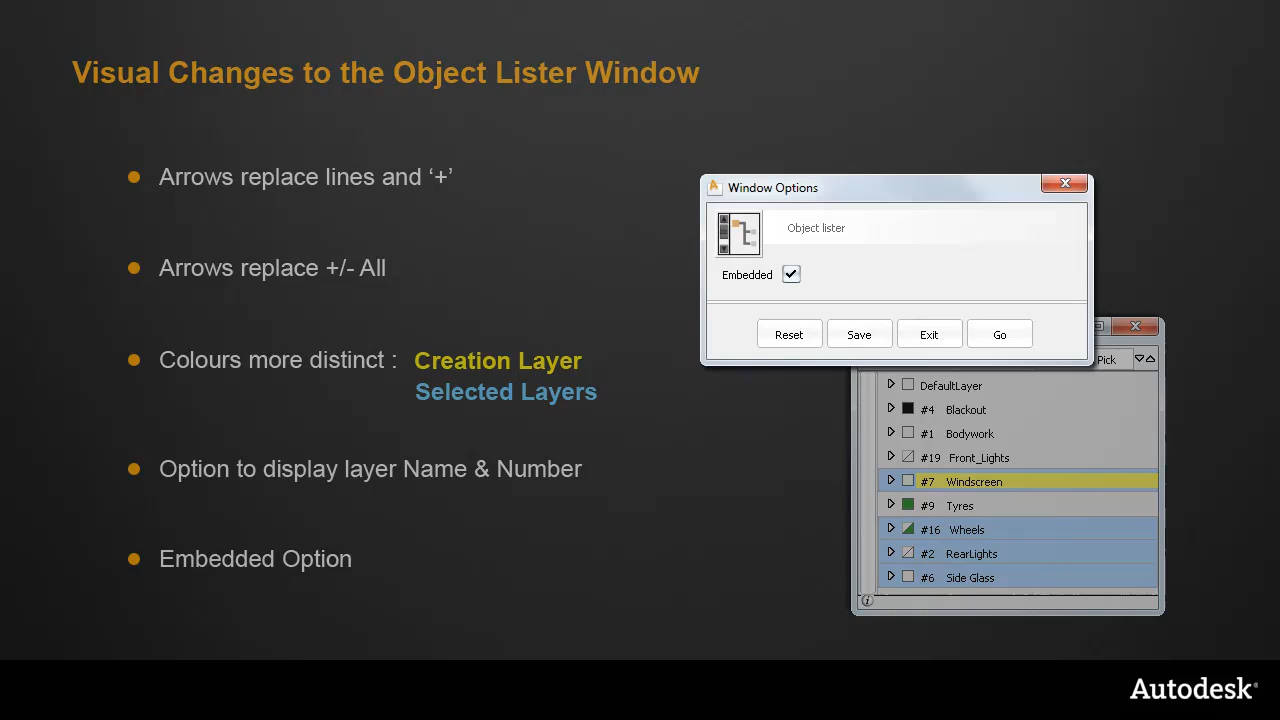 Visual Changes to the Object Lister Window
Arrows replace lines and ‘+’
Arrows replace +/- All
Colours more distinct : Creation Layer
Selected Layers
Option to display layer Name & Number
Embedded Option
Window Options
Object lister
Embedded
Reset Save Exit Go
Pick
DefaultLayer
#4 Blackout
#1 Bodywork
#19 Front_Lights
#7 Windscreen
#9 Tyres
#16 Wheels
#2 RearLights
#6 Side Glass
Autodesk®